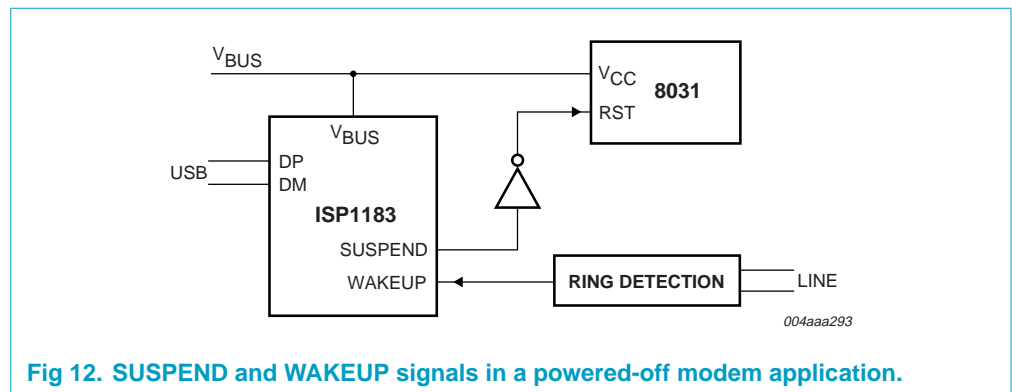 VBUS
VCC
8031
RST
VBUS
DP
USB
DM
ISP1183
SUSPEND
WAKEUP
RING DETECTION
LINE
004aaa293
Fig 12. SUSPEND and WAKEUP signals in a powered-off modem application.